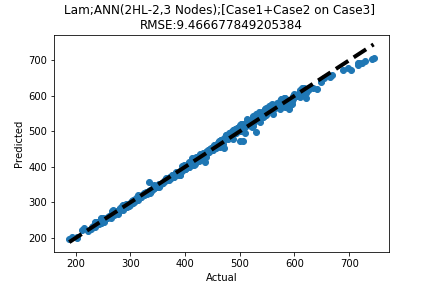 Lam;ANN(2HL-2,3 Nodes);[Case1+Case2 on Case3]
RMSE:9.466677849205384
700
600
500
400
300
200
Predicted
200 300 400 500 600 700
Actual